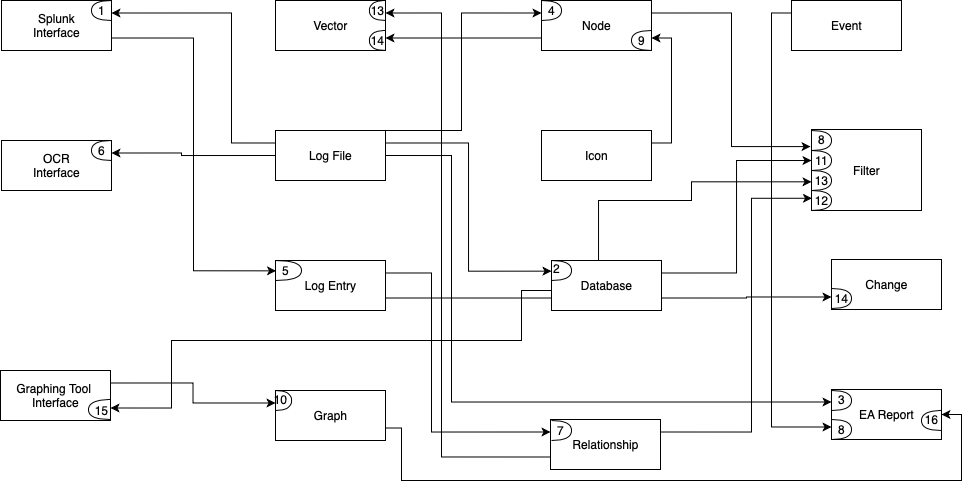 Splunk
Interface
1
Vector
13
14
4
Node
9
Event
OCR
Interface
6
Log File
Icon
8
11
13
12
Filter
5
Log Entry
2
Database
Change
14
Graphing Tool
Interface
15
10
Graph
7
Relationship
3
8
EA Report
16